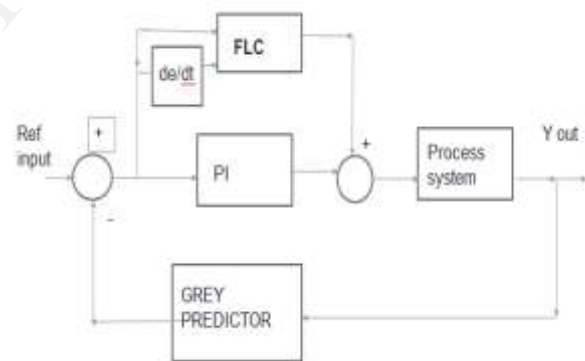 FLC
de/dt
Ref
input
+
PI
+
Process
system
Y out
-
GREY
PREDICTOR